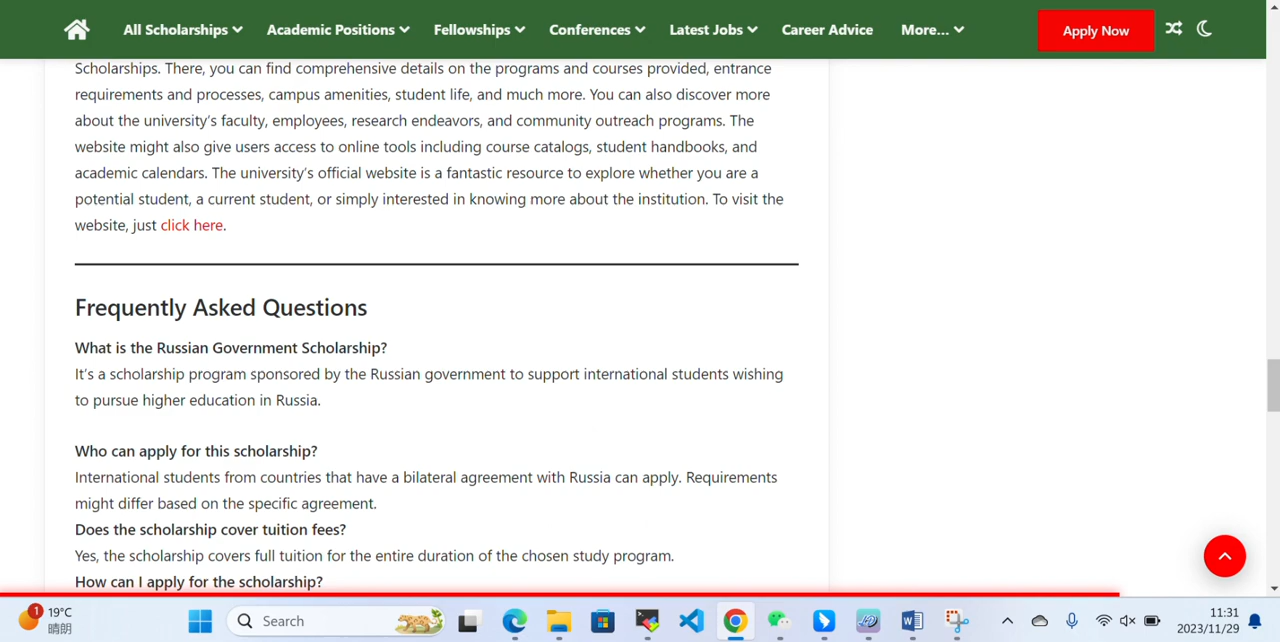 All Scholarships Academic Positions Fellowships Conferences Latest Jobs Career Advice More... Apply Now
Scholarships. There, you can find comprehensive details on the programs and courses provided, entrance
requirements and processes, campus amenities, student life, and much more. You can also discover more
about the university's faculty, employees, research endeavors, and community outreach programs. The
website might also give users access to online tools including course catalogs, student handbooks, and
academic calendars. The university's official website is a fantastic resource to explore whether you are a
potential student, a current student, or simply interested in knowing more about the institution. To visit the
website, just click here.
Frequently Asked Questions
What is the Russian Government Scholarship?
It's a scholarship program sponsored by the Russian government to support international students wishing
to pursue higher education in Russia.
Who can apply for this scholarship?
International students from countries that have a bilateral agreement with Russia can apply. Requirements
might differ based on the specific agreement.
Does the scholarship cover tuition fees?
Yes, the scholarship covers full tuition for the entire duration of the chosen study program.
How can I apply for the scholarship?
1 19°C
晴朗
Search
11:31
2023/11/29